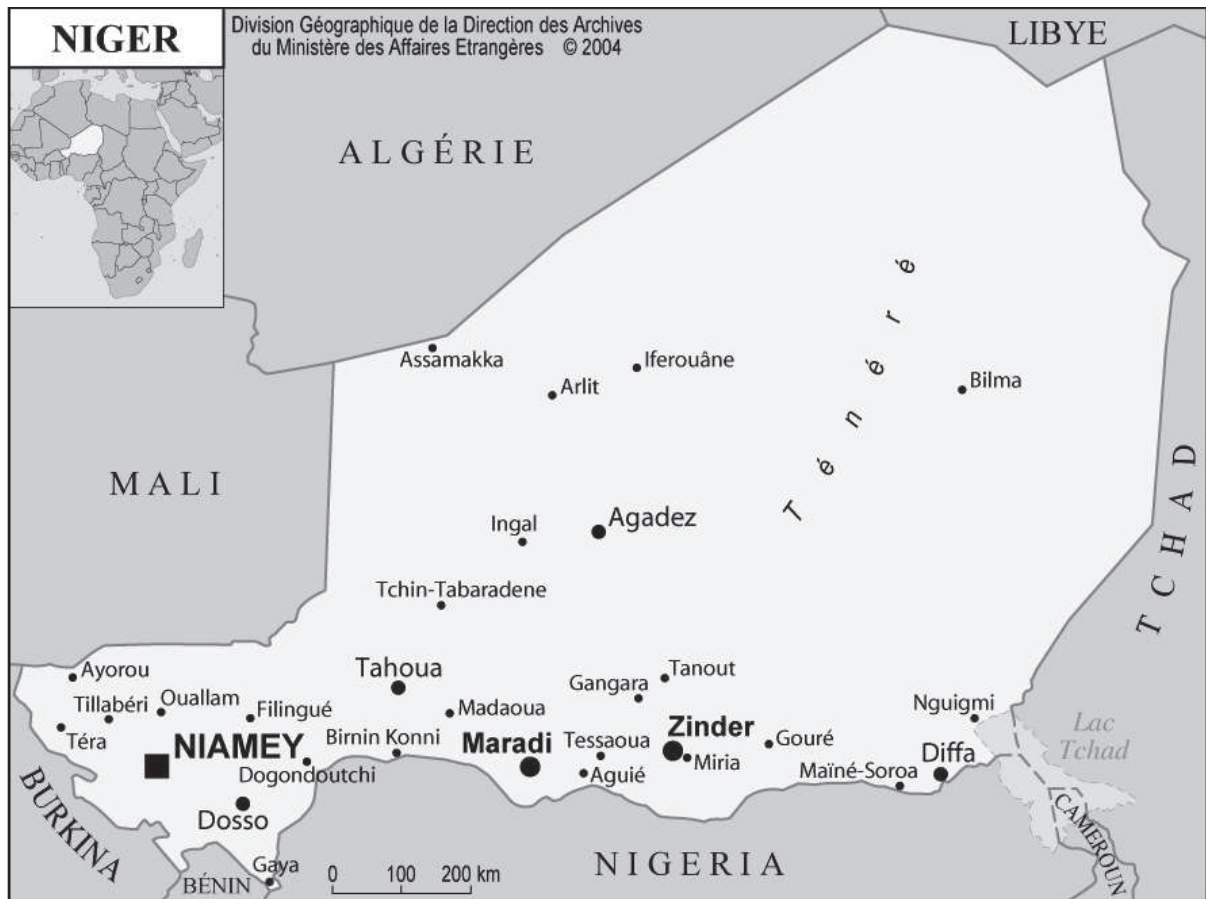 NIGER
Division Géographique de la Direction des Archives
du Ministère des Affaires Etrangères © 2004
LIBYE
ALGÉRIE
Assamakka
Iferouâne
Arlit
Bilma
Ténéré
MALI
TCHAD
Ingal
Agadez
Tchin-Tabaradene
Ayorou
Tahoua
Tanout
Gangara
Tillabéri
Ouallam
Filingué
Madaoua
Nguigmi
Lac
Tchad
Téra
NIAMEY
Birnin Konni
Maradi
Tessaoua
Zinder
Gouré
Miria
Diffa
Dogondoutchi
Aguié
Maïné-Soroa
BURKINA
Dosso
CAMEROUN
Gaya
BÉNIN
0 100 200 km
NIGERIA